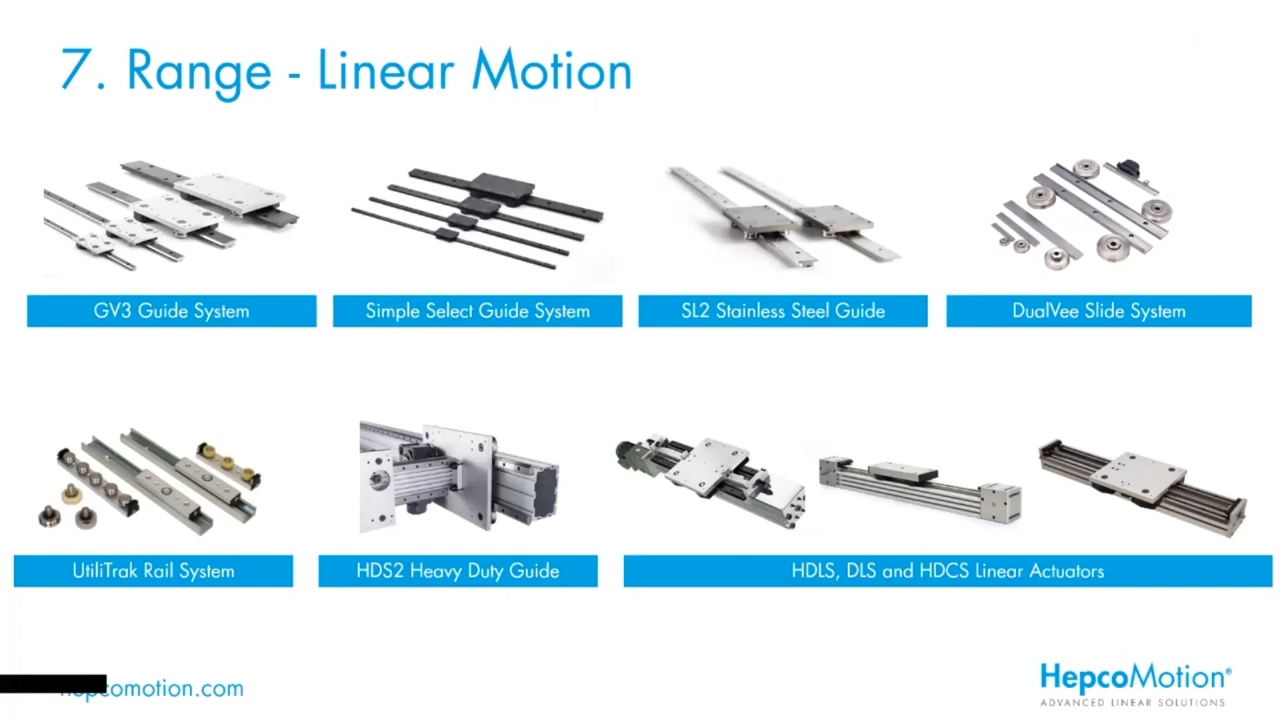 7. Range - Linear Motion
GV3 Guide System
Simple Select Guide System
SL2 Stainless Steel Guide
DualVee Slide System
UtiliTrak Rail System
HDS2 Heavy Duty Guide
HDLS, DLS and HDCS Linear Actuators
hepcomotion.com
HepcoMotion®
ADVANCED LINEAR SOLUTIONS